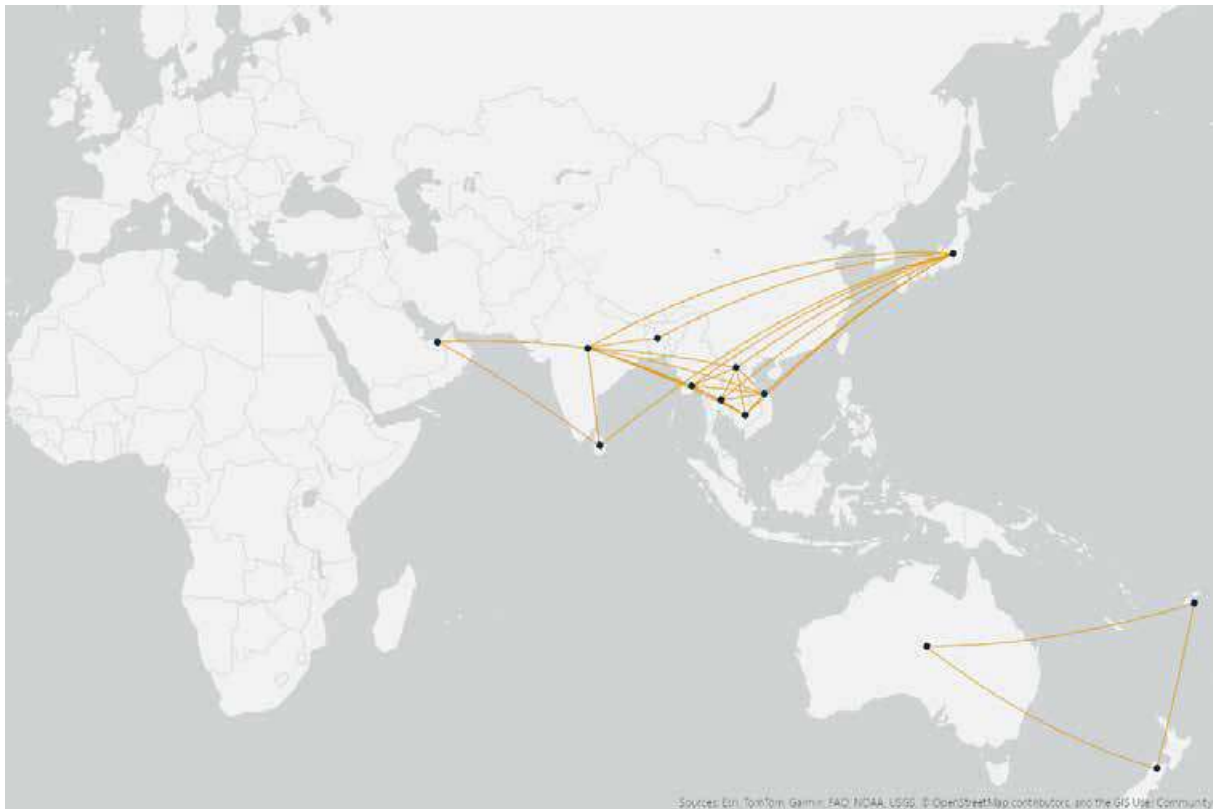 Sources: Esri, TomTom, Garmin, FAO, NOAA, USGS, © OpenStreetMap contributors, and the GIS User Community